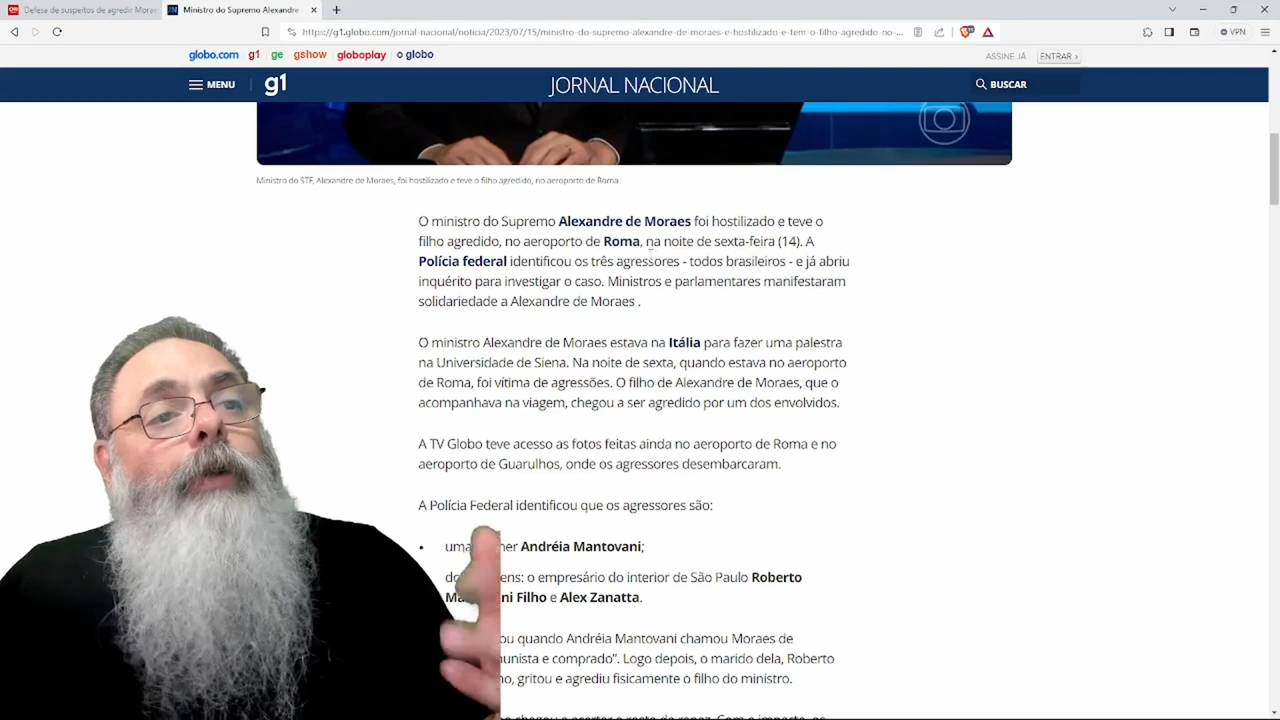 Defesa de suspeitos de agredir Morae
Ministro do Supremo Alexandre
https://g1.globo.com/jornal-nacional/noticia/2023/07/15/ministro-do-supremo-alexandre-de-moraes-e-hostilizado-e-tem-o-filho-agredido-no-...
VPN
globo.com g1 ge gshow globoplay o globo
ASSINE JÁ ENTRAR ›
MENU g1 JORNAL NACIONAL BUSCAR
Ministro do STF, Alexandre de Moraes, foi hostilizado e teve o filho agredido, no aeroporto de Roma
O ministro do Supremo Alexandre de Moraes foi hostilizado e teve o
filho agredido, no aeroporto de Roma, na noite de sexta-feira (14). A
Polícia federal identificou os três agressores - todos brasileiros - e já abriu
inquérito para investigar o caso. Ministros e parlamentares manifestaram
solidariedade a Alexandre de Moraes .
O ministro Alexandre de Moraes estava na Itália para fazer uma palestra
na Universidade de Siena. Na noite de sexta, quando estava no aeroporto
de Roma, foi vítima de agressões. O filho de Alexandre de Moraes, que o
acompanhava na viagem, chegou a ser agredido por um dos envolvidos.
A TV Globo teve acesso as fotos feitas ainda no aeroporto de Roma e no
aeroporto de Guarulhos, onde os agressores desembarcaram.
A Polícia Federal identificou que os agressores são:
• uma Andréia Mantovani;
o empresário do interior de São Paulo Roberto
Filho e Alex Zanatta.
quando Andréia Mantovani chamou Moraes de
e comprado”. Logo depois, o marido dela, Roberto
gritou e agrediu fisicamente o filho do ministro.